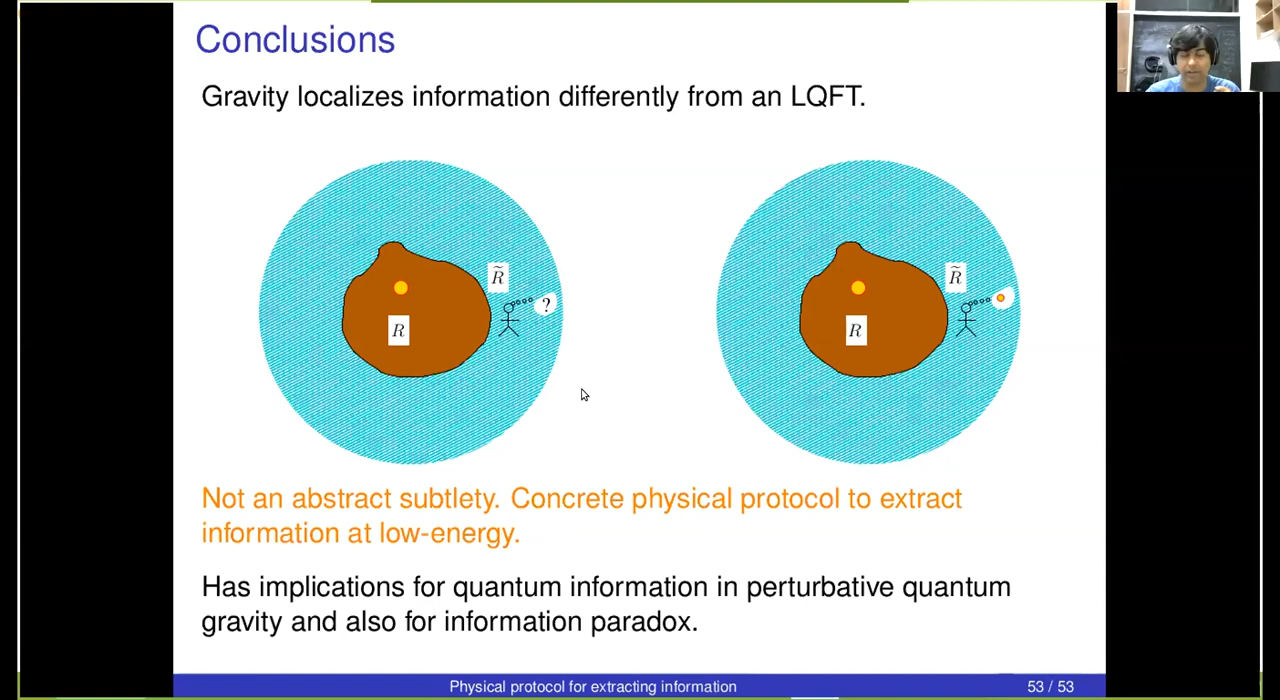 Conclusions
Gravity localizes information differently from an LQFT.
R̃
?
R
R̃
R
Not an abstract subtlety. Concrete physical protocol to extract
information at low-energy.
Has implications for quantum information in perturbative quantum
gravity and also for information paradox.
Physical protocol for extracting information
53 / 53